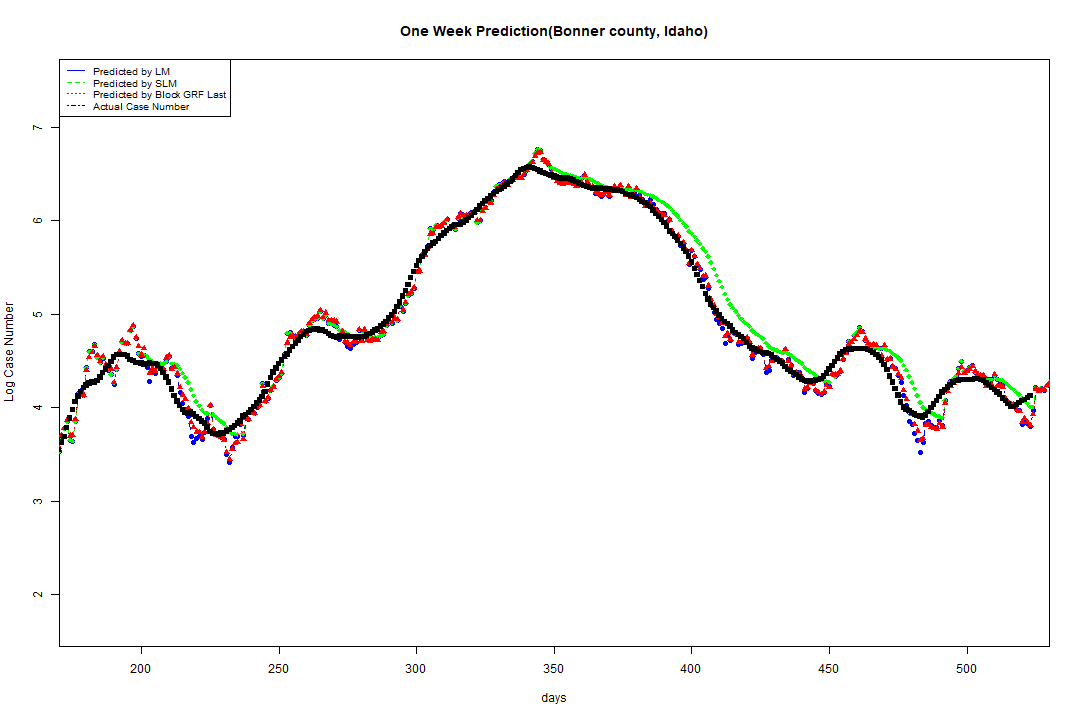 One Week Prediction(Bonner county, Idaho)
Predicted by LM
Predicted by SLM
Predicted by Block GRF Last
Actual Case Number
7
6
5
4
3
2
Log Case Number
200 250 300 350 400 450 500
days